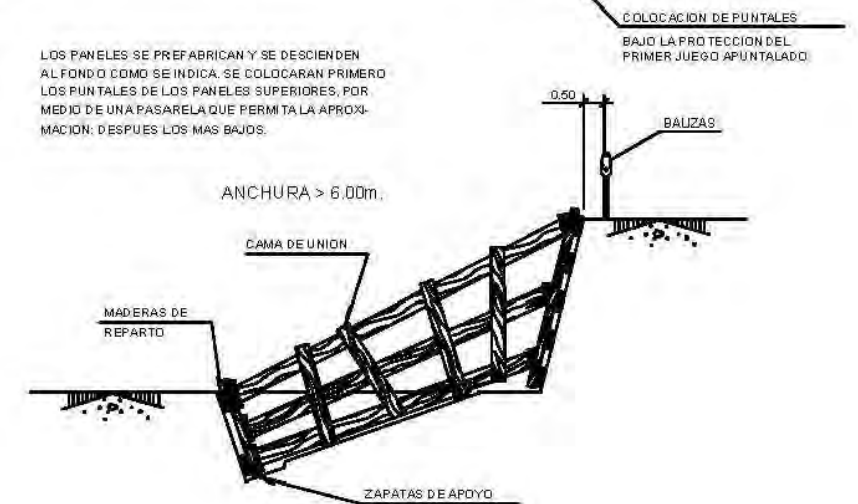 COLOCACION DE PUNTALES
BAJO LA PROTECCION DEL
PRIMER JUEGO APUNTALADO
LOS PANELES SE PREFABRICAN Y SE DESCIENDEN
AL FONDO COMO SE INDICA. SE COLOCARAN PRIMERO
LOS PUNTALES DE LOS PANELES SUPERIORES, POR
MEDIO DE UNA PASARELA QUE PERMITA LA APROXI-
MACION: DESPUES LOS MAS BAJOS.
0.50
BALIZAS
ANCHURA > 6.00m.
CAMA DE UNION
MADERAS DE
REPARTO
ZAPATAS DE APOYO